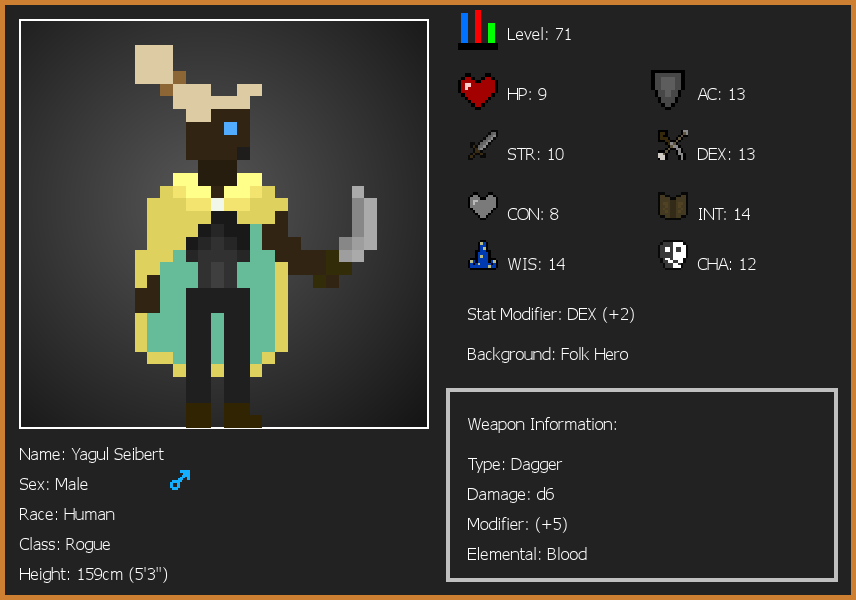 Level: 71
HP: 9
AC: 13
STR: 10
DEX: 13
CON: 8
INT: 14
WIS: 14
CHA: 12
Stat Modifier: DEX (+2)
Background: Folk Hero
Weapon Information:
Type: Dagger
Damage: d6
Modifier: (+5)
Elemental: Blood
Name: Yagul Seibert
Sex: Male
Race: Human
Class: Rogue
Height: 159cm (5'3")